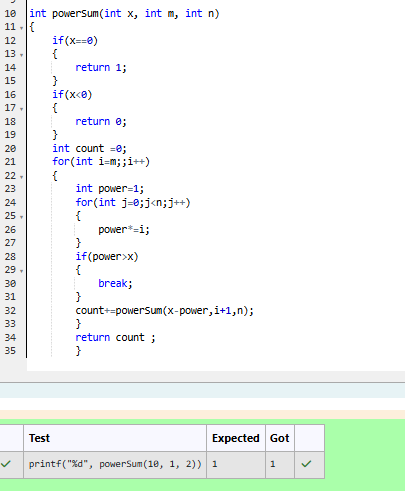 10 int powerSum(int x, int m, int n)
11 {
12 if(x==0)
13 {
14 return 1;
15 }
16 if(x<0)
17 {
18 return 0;
19 }
20 int count =0;
21 for(int i=m;;i++)
22 {
23 int power=1;
24 for(int j=0;j<n;j++)
25 {
26 power*=i;
27 }
28 if(power>x)
29 {
30 break;
31 }
32 count+=powerSum(x-power,i+1,n);
33 }
34 return count ;
35 }
Test Expected Got
printf("%d", powerSum(10, 1, 2)) 1 1